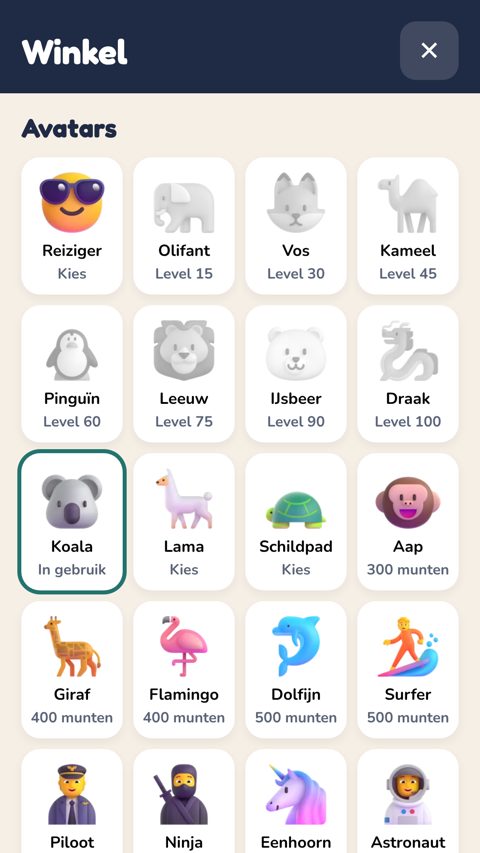 Winkel
Avatars
Reiziger
Kies
Olifant
Level 15
Vos
Level 30
Kameel
Level 45
Pinguïn
Level 60
Leeuw
Level 75
IJsbeer
Level 90
Draak
Level 100
Koala
In gebruik
Lama
Kies
Schildpad
Kies
Aap
300 munten
Giraf
400 munten
Flamingo
400 munten
Dolfijn
500 munten
Surfer
500 munten
Piloot
Ninja
Eenhoorn
Astronaut